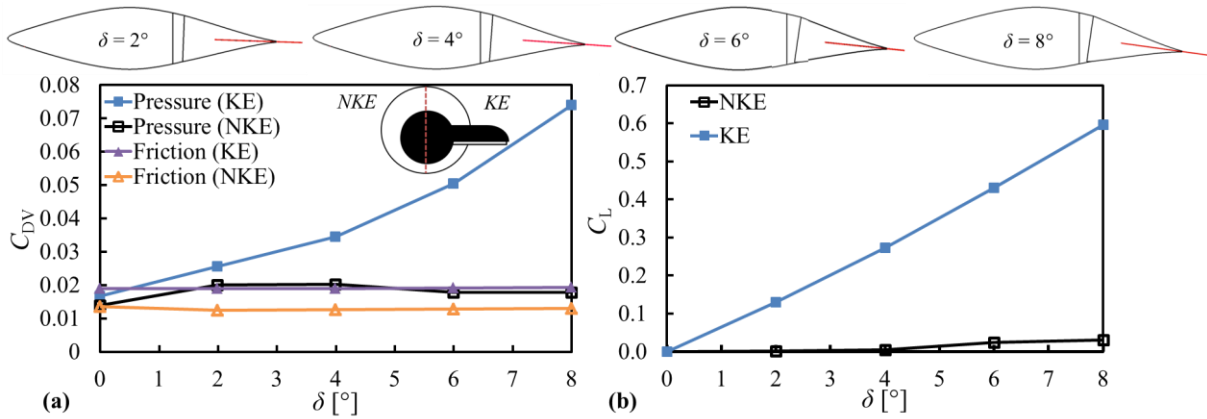 δ = 2°
δ = 4°
δ = 6°
δ = 8°
0.08
0.07
0.06
0.05
0.04
0.03
0.02
0.01
0
C_DV
Pressure (KE)
Pressure (NKE)
Friction (KE)
Friction (NKE)
NKE
KE
0 1 2 3 4 5 6 7 8
(a)
δ [°]
0.7
0.6
0.5
0.4
0.3
0.2
0.1
0.0
C_L
NKE
KE
0 1 2 3 4 5 6 7 8
(b)
δ [°]